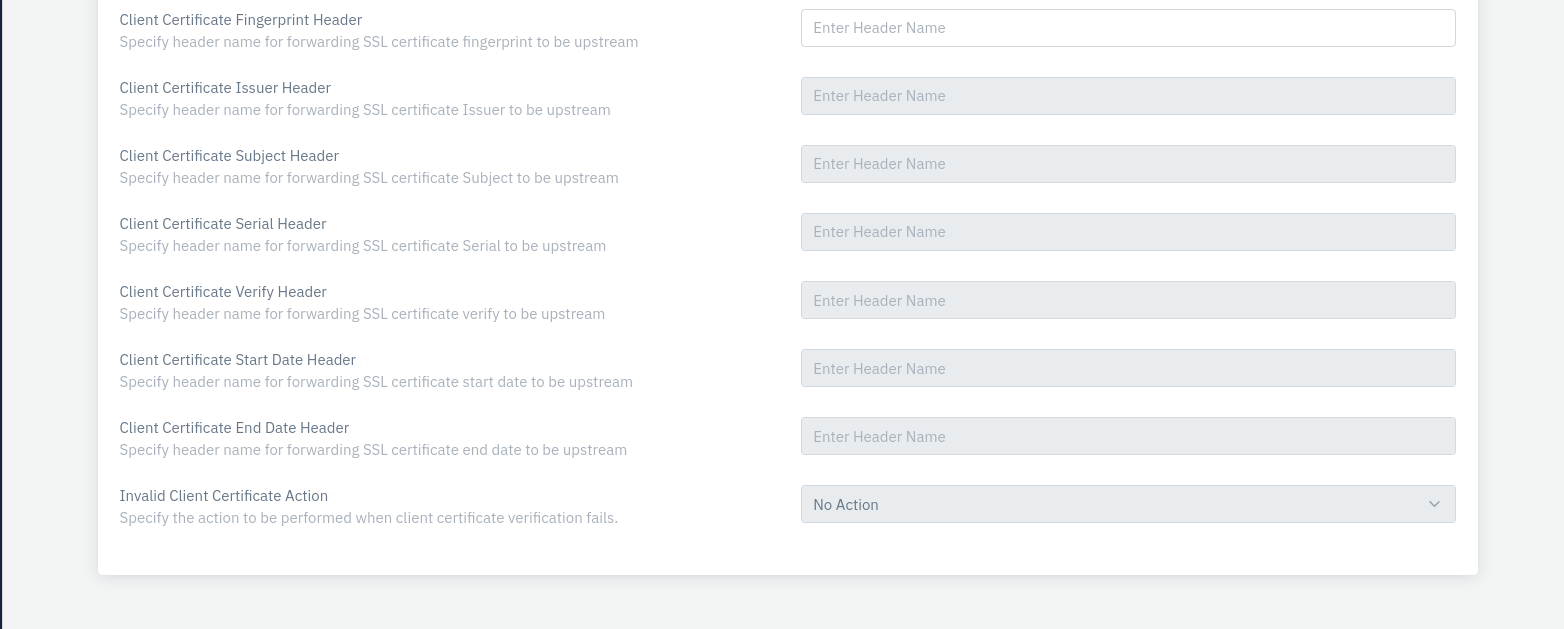 Client Certificate Fingerprint Header
Enter Header Name
Specify header name for forwarding SSL certificate fingerprint to be upstream
Client Certificate Issuer Header
Enter Header Name
Specify header name for forwarding SSL certificate Issuer to be upstream
Client Certificate Subject Header
Enter Header Name
Specify header name for forwarding SSL certificate Subject to be upstream
Client Certificate Serial Header
Enter Header Name
Specify header name for forwarding SSL certificate Serial to be upstream
Client Certificate Verify Header
Enter Header Name
Specify header name for forwarding SSL certificate verify to be upstream
Client Certificate Start Date Header
Enter Header Name
Specify header name for forwarding SSL certificate start date to be upstream
Client Certificate End Date Header
Enter Header Name
Specify header name for forwarding SSL certificate end date to be upstream
Invalid Client Certificate Action
No Action
Specify the action to be performed when client certificate verification fails.